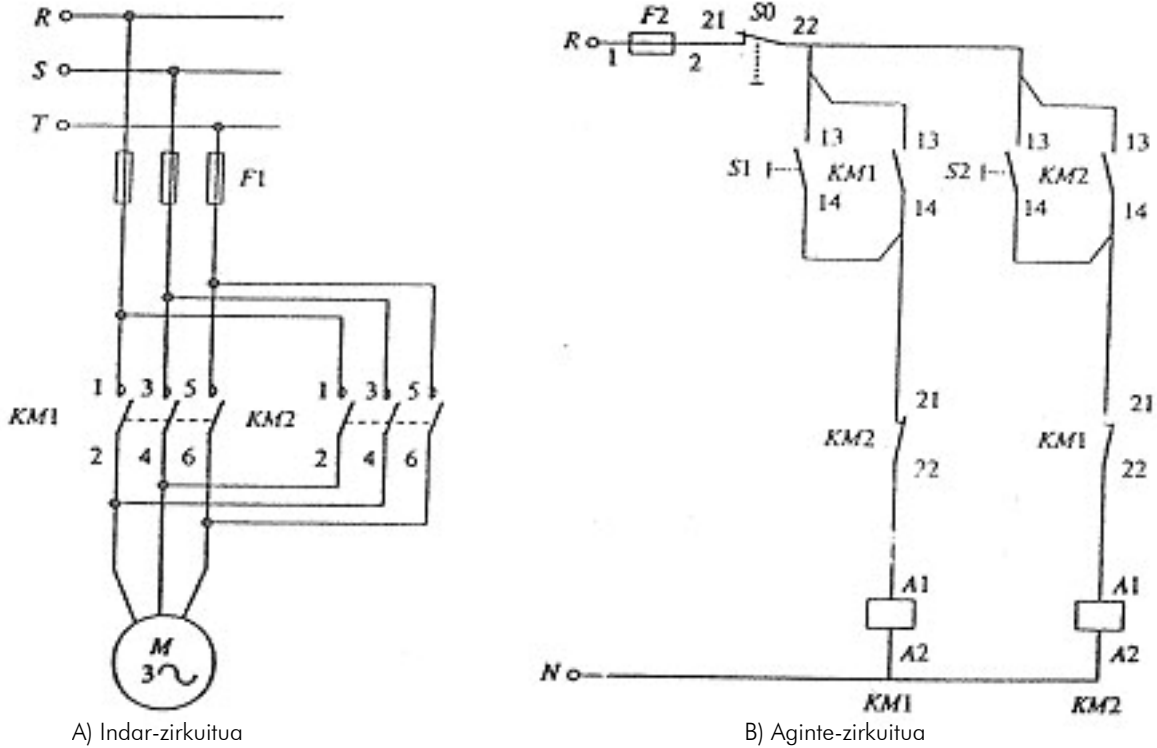 R
S
T
F1
1 3 5
KM1
2 4 6
1 3 5
KM2
2 4 6
M
3
A) Indar-zirkuitua
R
1
F2
2
21 S0 22
13 13
S1 KM1
14 14
13 13
S2 KM2
14 14
21
KM2
22
21
KM1
22
A1
A2
A1
A2
N
KM1 KM2
B) Aginte-zirkuitua